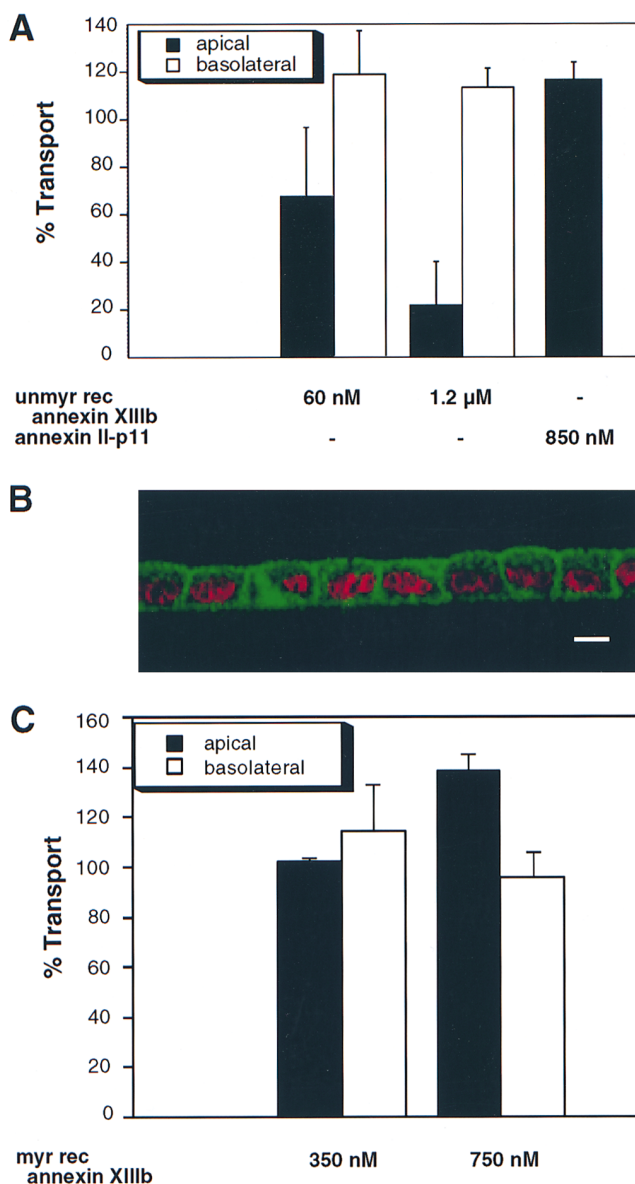 A
apical
basolateral
140
120
100
80
60
40
20
0
% Transport
unmyr rec annexin XIIIb 60 nM 1.2 µM -
annexin II-p11 - - 850 nM
B
C
apical
basolateral
160
140
120
100
80
60
40
20
0
% Transport
myr rec annexin XIIIb 350 nM 750 nM